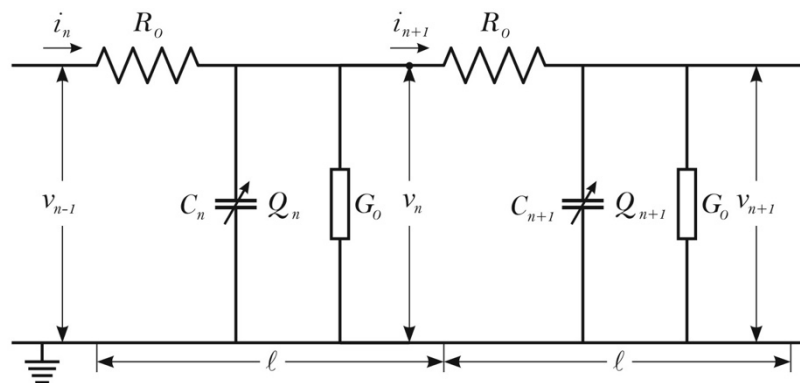 i_n R_o i_{n+1} R_o
v_{n-1} C_n Q_n G_o v_n C_{n+1} Q_{n+1} G_o v_{n+1}
ℓ ℓ